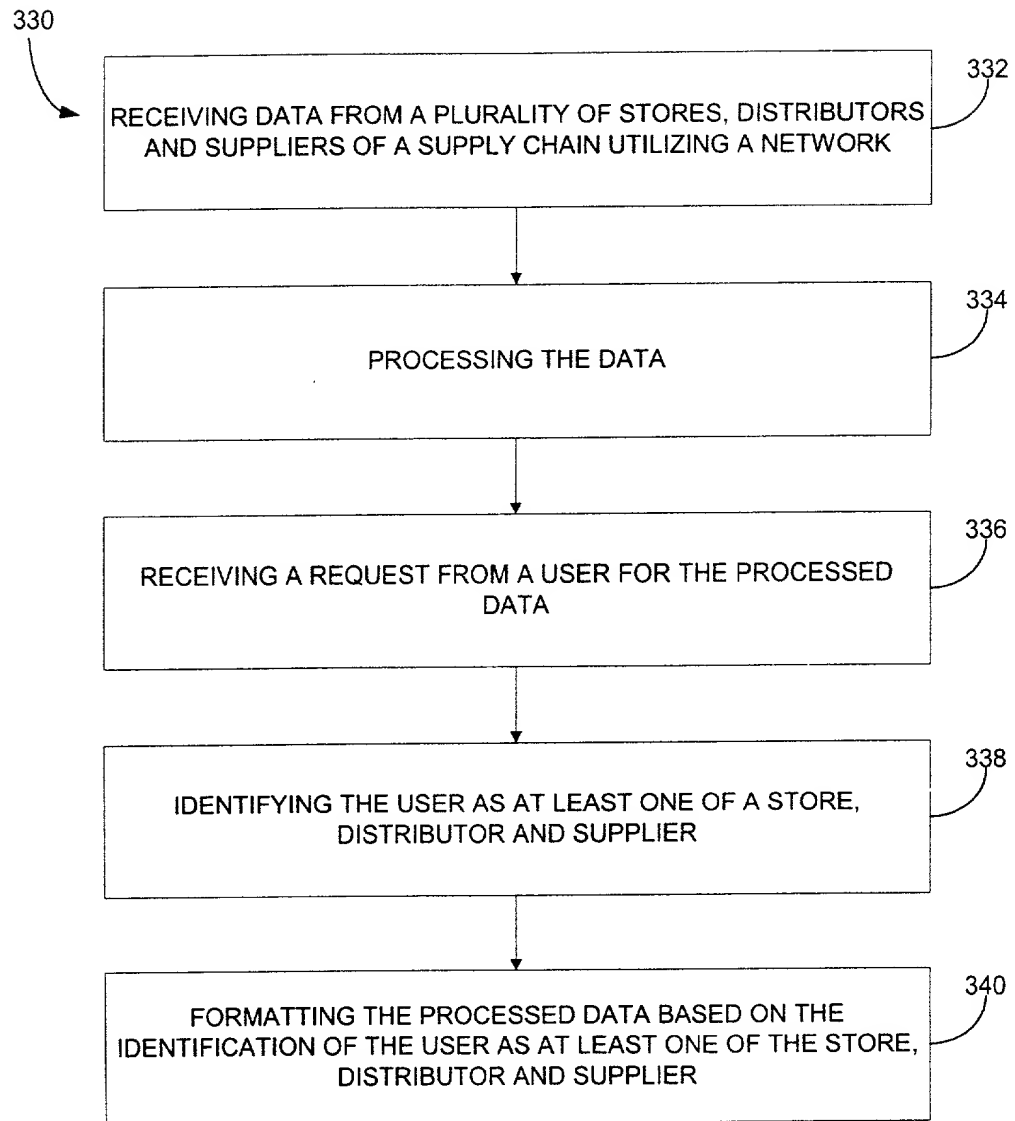 330
332
RECEIVING DATA FROM A PLURALITY OF STORES, DISTRIBUTORS
AND SUPPLIERS OF A SUPPLY CHAIN UTILIZING A NETWORK
334
PROCESSING THE DATA
336
RECEIVING A REQUEST FROM A USER FOR THE PROCESSED
DATA
338
IDENTIFYING THE USER AS AT LEAST ONE OF A STORE,
DISTRIBUTOR AND SUPPLIER
340
FORMATTING THE PROCESSED DATA BASED ON THE
IDENTIFICATION OF THE USER AS AT LEAST ONE OF THE STORE,
DISTRIBUTOR AND SUPPLIER